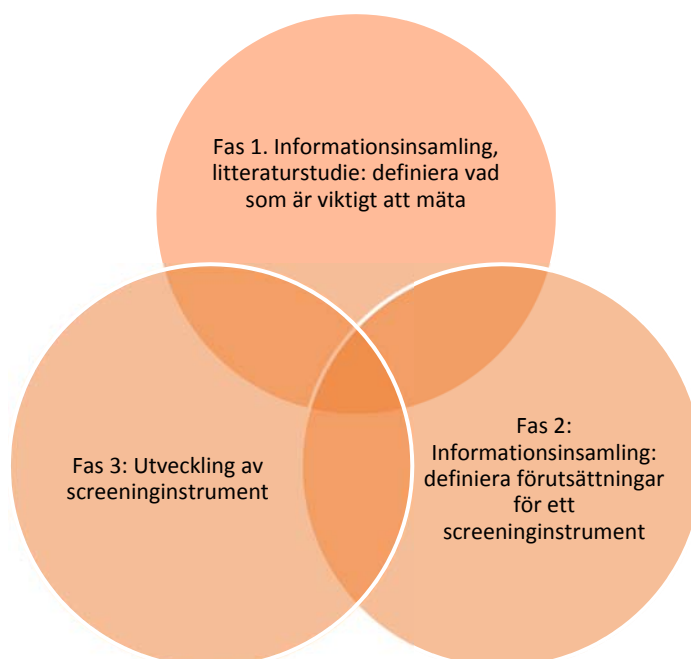 Fas 1. Informationsinsamling,
litteraturstudie: definiera vad
som är viktigt att mäta
Fas 3: Utveckling av
screeninginstrument
Fas 2:
Informationsinsamling:
definiera förutsättningar
för ett
screeninginstrument